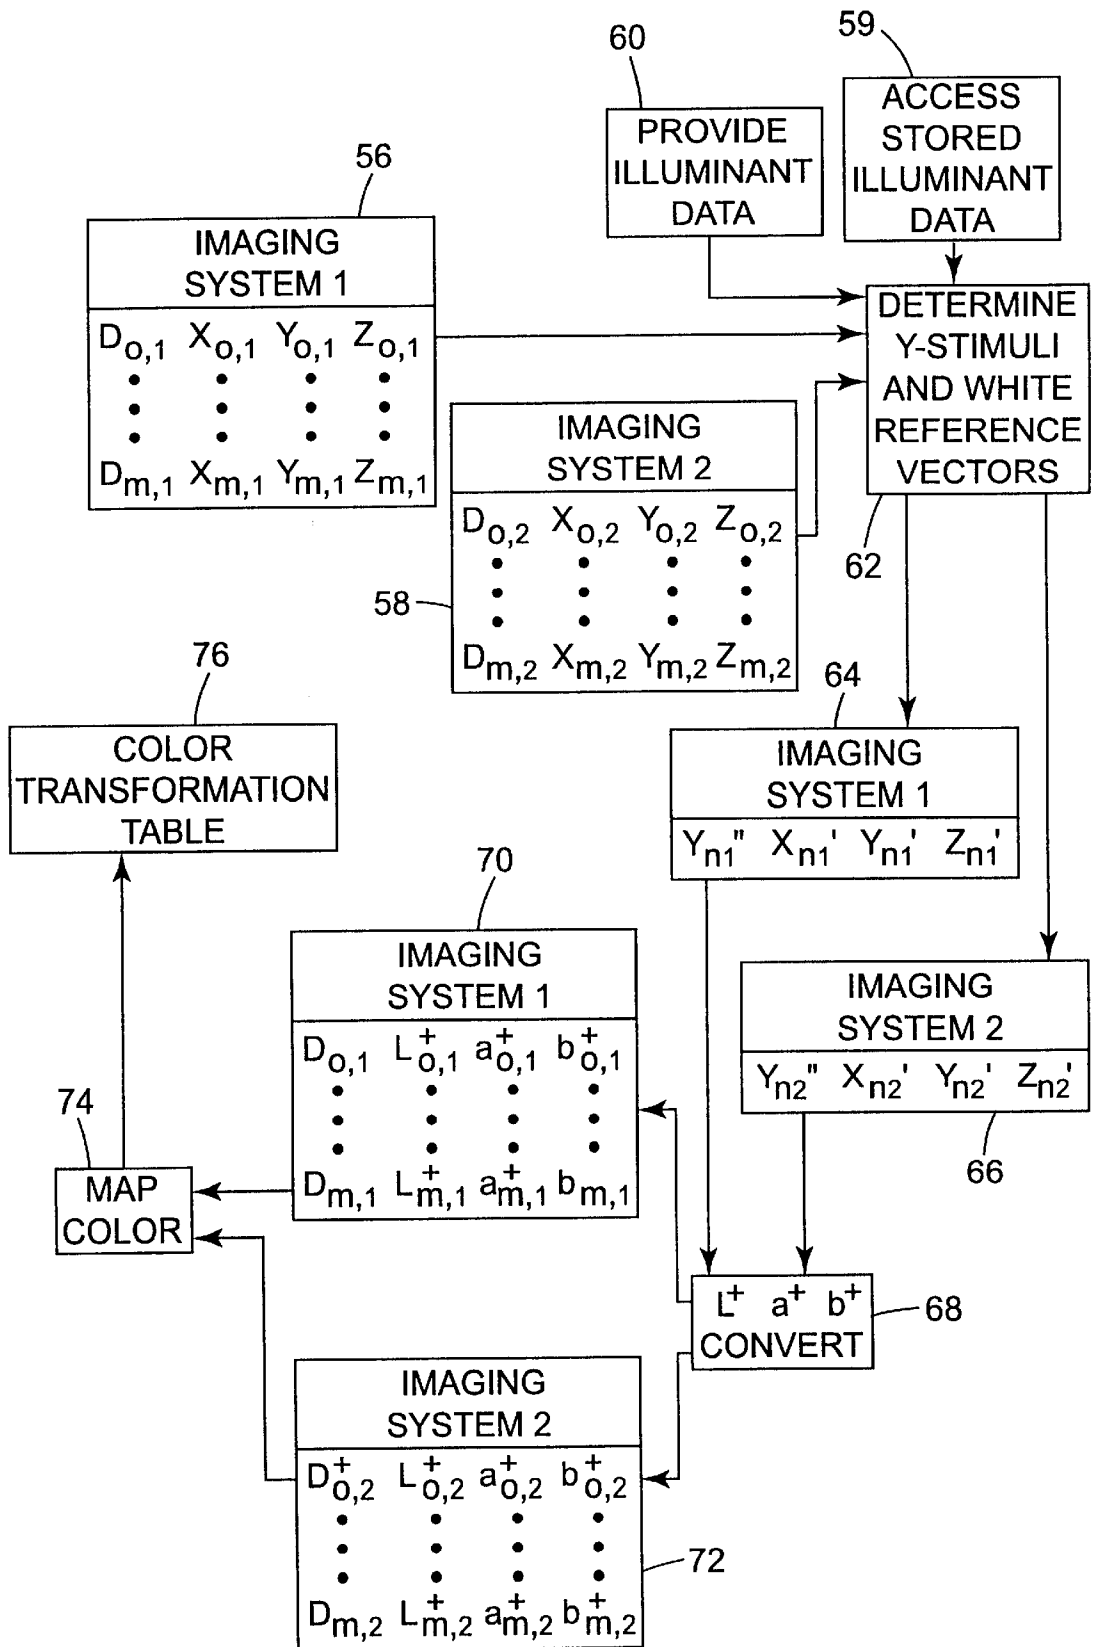 59
60
ACCESS
STORED
ILLUMINANT
DATA
PROVIDE
ILLUMINANT
DATA
56
IMAGING
SYSTEM 1
D₀,₁ X₀,₁ Y₀,₁ Z₀,₁
Dm,1 Xm,1 Ym,1 Zm,1
DETERMINE
Y-STIMULI
AND WHITE
REFERENCE
VECTORS
62
IMAGING
SYSTEM 2
Do,2 Xo,2 Yo,2 Zo,2
Dm,2 Xm,2 Ym,2 Zm,2
58
64
IMAGING
SYSTEM 1
Yn1" Xn1' Yn1' Zn1'
76
COLOR
TRANSFORMATION
TABLE
70
IMAGING
SYSTEM 1
Do,1 L+o,1 a+o,1 b+o,1
Dm,1 L+m,1 a+m,1 bm,1
IMAGING
SYSTEM 2
Yn2" Xn2' Yn2' Zn2'
66
74
MAP
COLOR
L+ a+ b+
CONVERT
68
IMAGING
SYSTEM 2
D+o,2 L+o,2 a+o,2 b+o,2
Dm,2 L+m,2 a+m,2 b+m,2
72